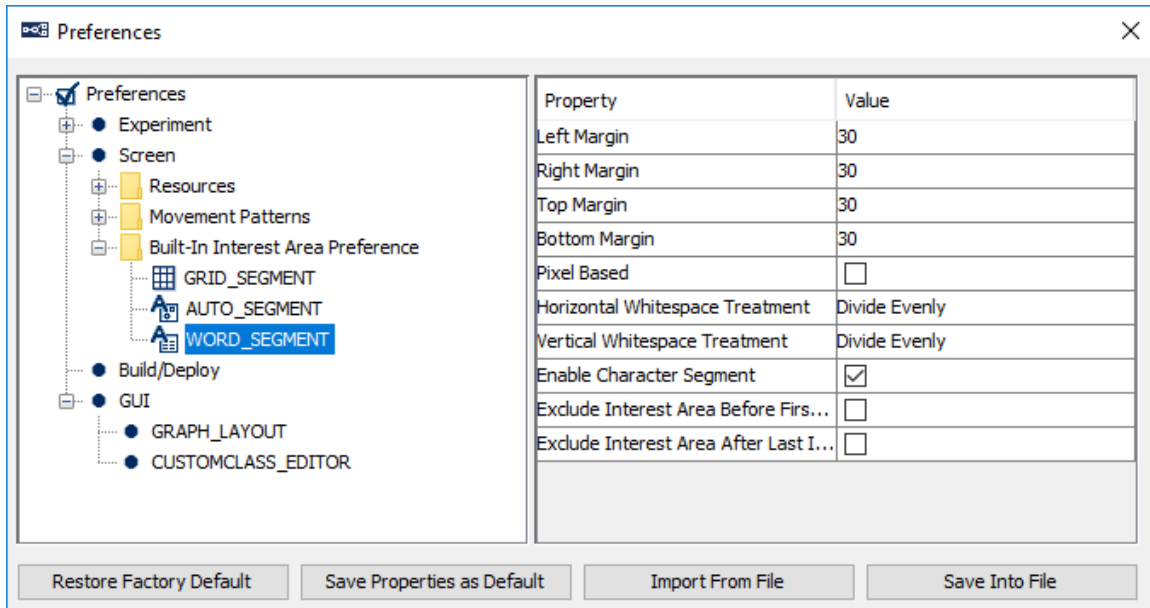 Preferences
Preferences
Experiment
Screen
Resources
Movement Patterns
Built-In Interest Area Preference
GRID_SEGMENT
AUTO_SEGMENT
WORD_SEGMENT
Build/Deploy
GUI
GRAPH_LAYOUT
CUSTOMCLASS_EDITOR
Property Value
Left Margin 30
Right Margin 30
Top Margin 30
Bottom Margin 30
Pixel Based
Horizontal Whitespace Treatment Divide Evenly
Vertical Whitespace Treatment Divide Evenly
Enable Character Segment
Exclude Interest Area Before Firs...
Exclude Interest Area After Last I...
Restore Factory Default Save Properties as Default Import From File Save Into File